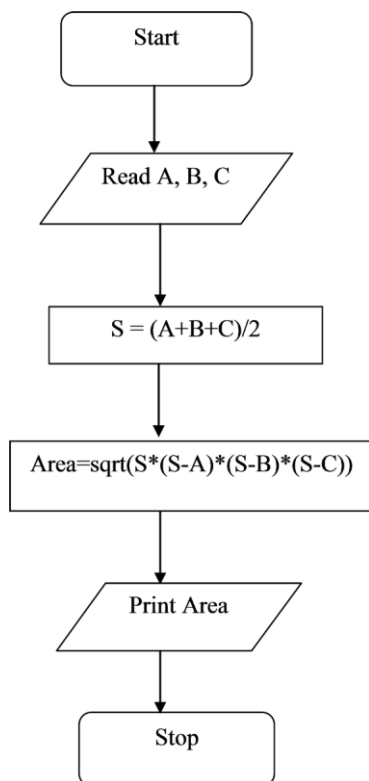 Start
Read A, B, C
S = (A+B+C)/2
Area=sqrt(S*(S-A)*(S-B)*(S-C))
Print Area
Stop